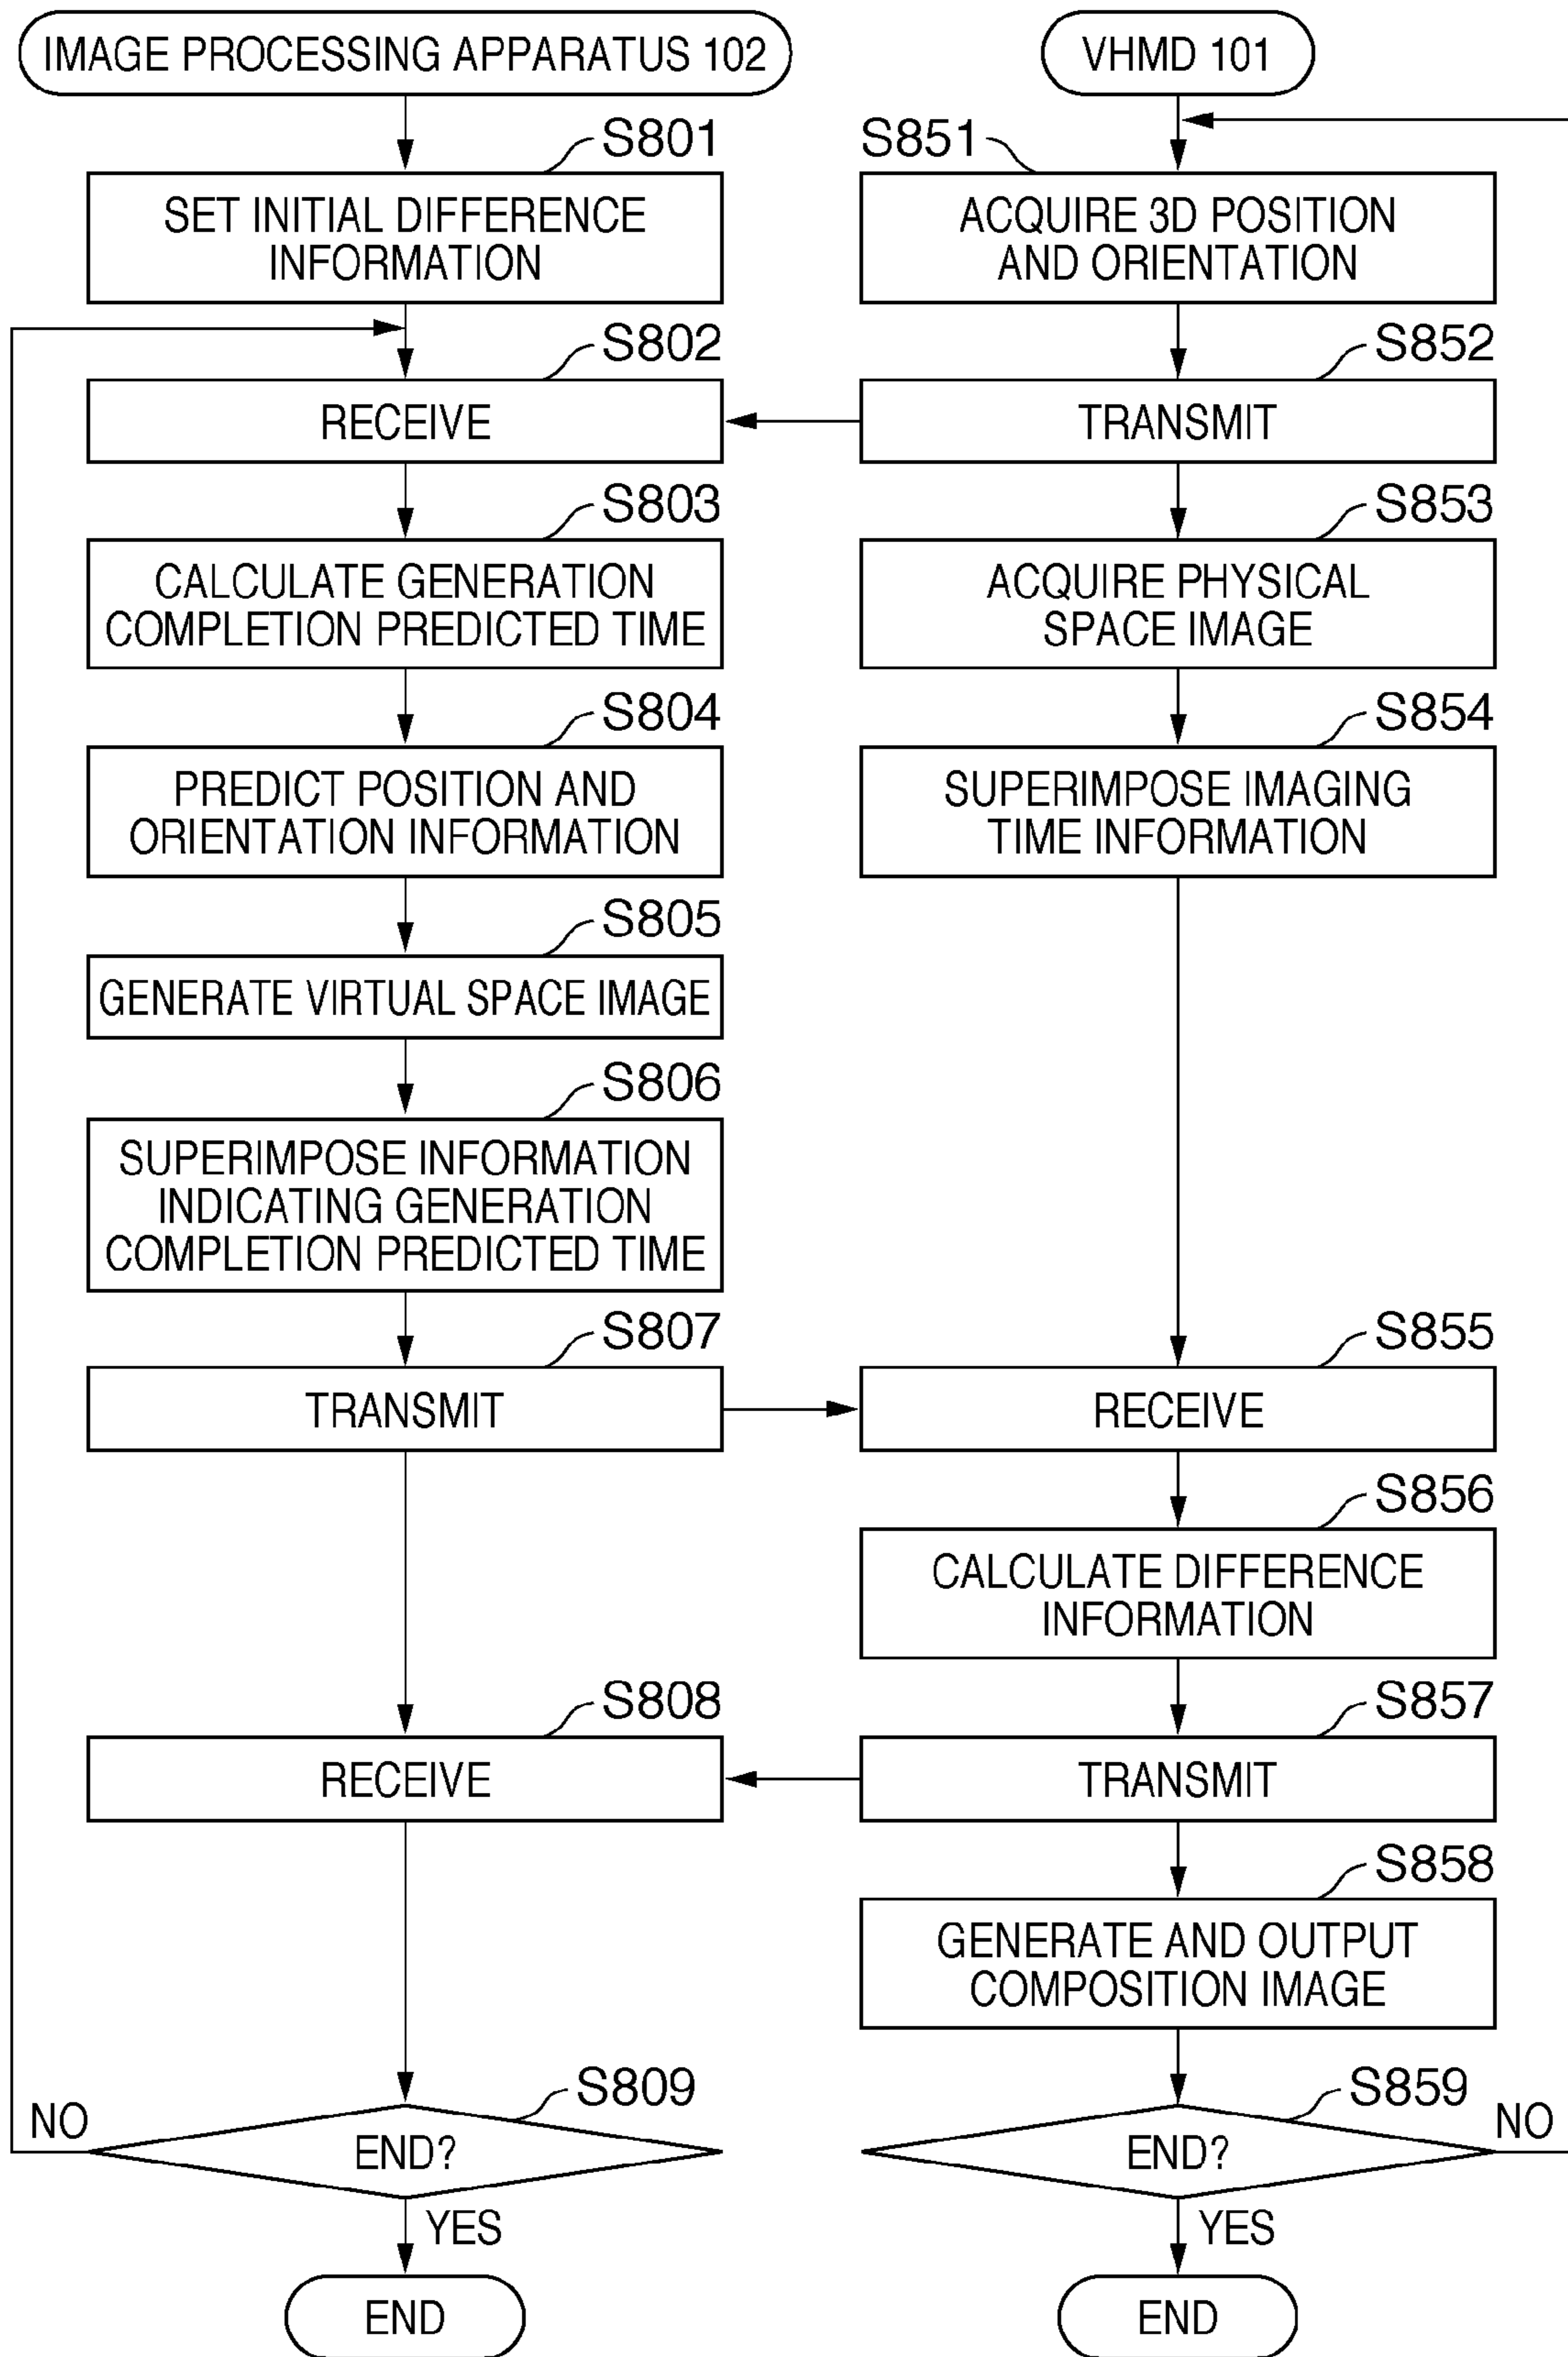 IMAGE PROCESSING APPARATUS 102
S801
SET INITIAL DIFFERENCE
INFORMATION
S802
RECEIVE
S803
CALCULATE GENERATION
COMPLETION PREDICTED TIME
S804
PREDICT POSITION AND
ORIENTATION INFORMATION
S805
GENERATE VIRTUAL SPACE IMAGE
S806
SUPERIMPOSE INFORMATION
INDICATING GENERATION
COMPLETION PREDICTED TIME
S807
TRANSMIT
S808
RECEIVE
S809
NO
END?
YES
END
VHMD 101
S851
ACQUIRE 3D POSITION
AND ORIENTATION
S852
TRANSMIT
S853
ACQUIRE PHYSICAL
SPACE IMAGE
S854
SUPERIMPOSE IMAGING
TIME INFORMATION
S855
RECEIVE
S856
CALCULATE DIFFERENCE
INFORMATION
S857
TRANSMIT
S858
GENERATE AND OUTPUT
COMPOSITION IMAGE
S859
NO
END?
YES
END